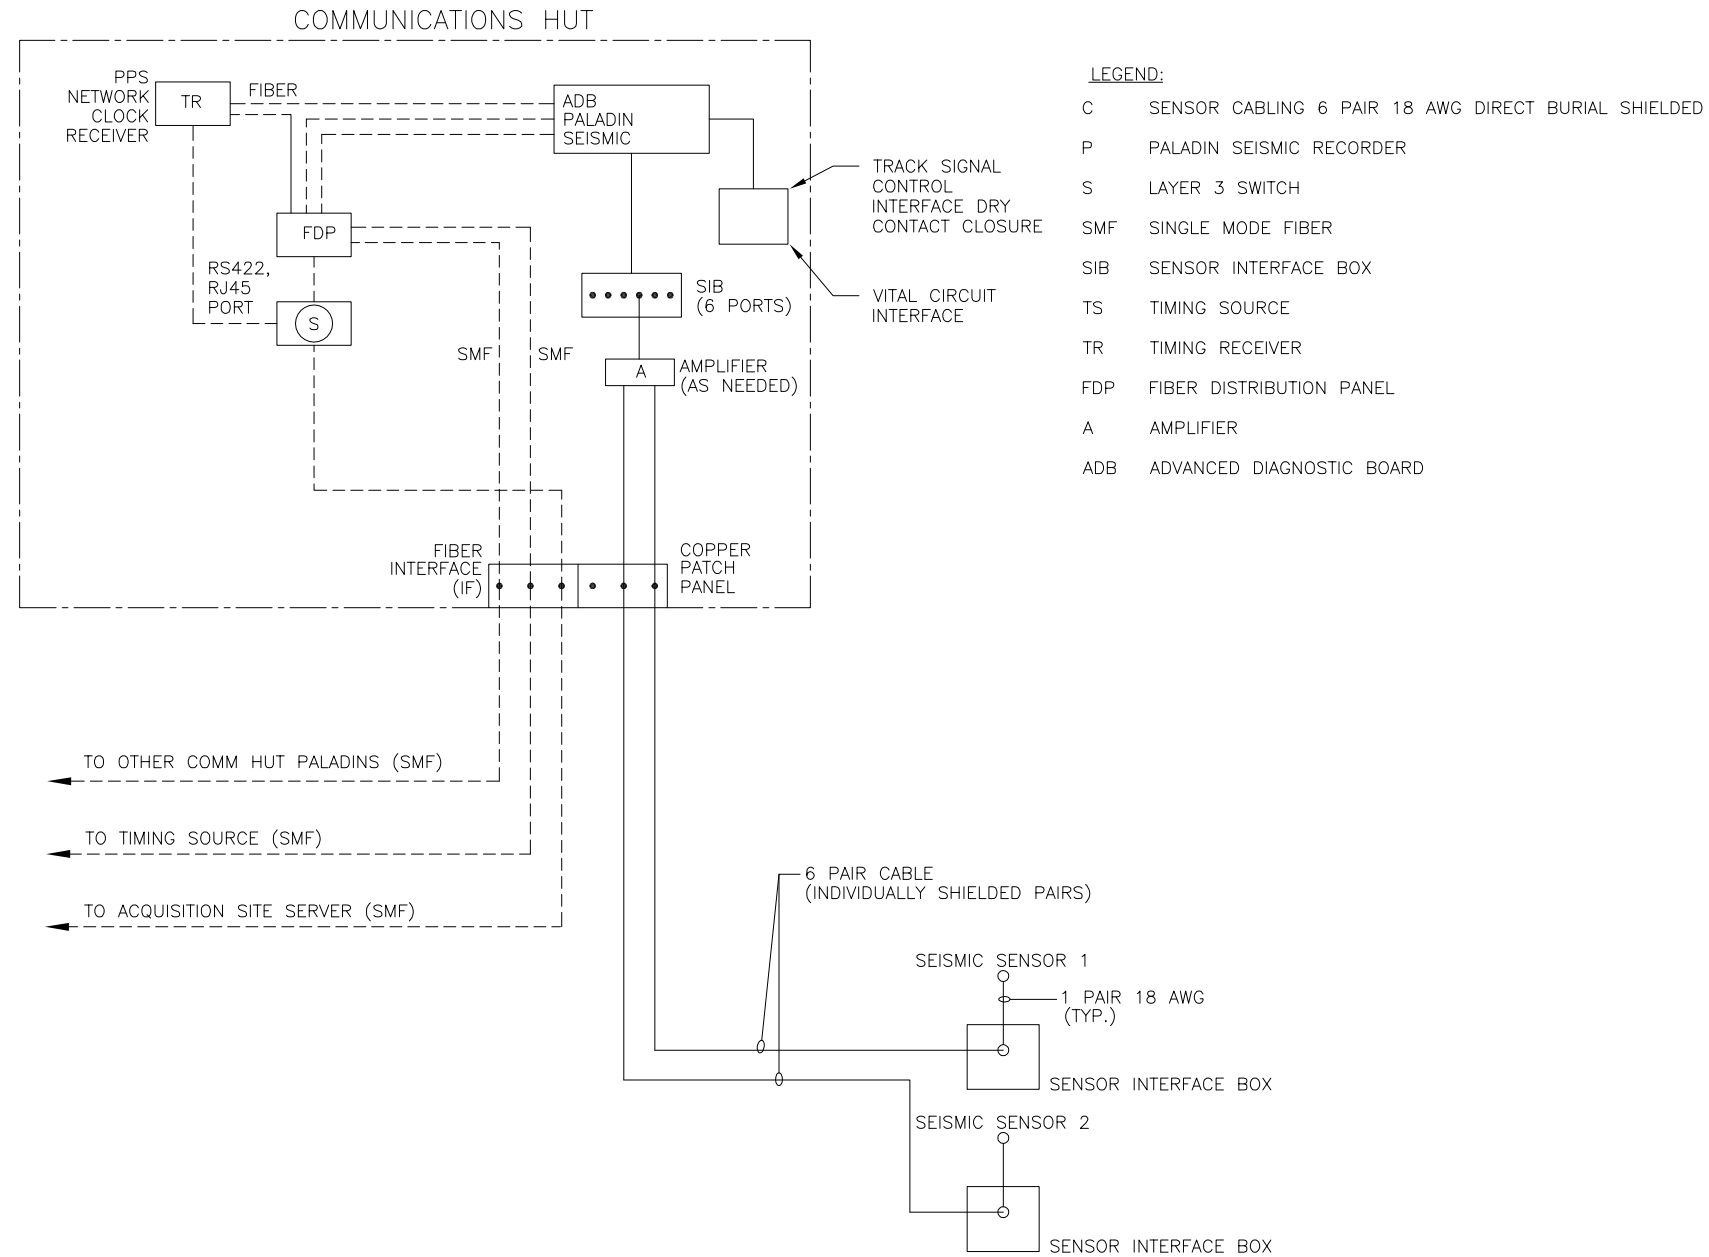 COMMUNICATIONS HUT
PPS
NETWORK
CLOCK
RECEIVER
TR
FIBER
ADB
PALADIN
SEISMIC
TRACK SIGNAL
CONTROL
INTERFACE DRY
CONTACT CLOSURE
FDP
RS422,
RJ45
PORT
S
SIB
(6 PORTS)
VITAL CIRCUIT
INTERFACE
SMF
SMF
A
AMPLIFIER
(AS NEEDED)
FIBER
INTERFACE
(IF)
COPPER
PATCH
PANEL
TO OTHER COMM HUT PALADINS (SMF)
TO TIMING SOURCE (SMF)
TO ACQUISITION SITE SERVER (SMF)
6 PAIR CABLE
(INDIVIDUALLY SHIELDED PAIRS)
SEISMIC SENSOR 1
1 PAIR 18 AWG
(TYP.)
SENSOR INTERFACE BOX
SEISMIC SENSOR 2
SENSOR INTERFACE BOX
LEGEND:
C SENSOR CABLING 6 PAIR 18 AWG DIRECT BURIAL SHIELDED
P PALADIN SEISMIC RECORDER
S LAYER 3 SWITCH
SMF SINGLE MODE FIBER
SIB SENSOR INTERFACE BOX
TS TIMING SOURCE
TR TIMING RECEIVER
FDP FIBER DISTRIBUTION PANEL
A AMPLIFIER
ADB ADVANCED DIAGNOSTIC BOARD